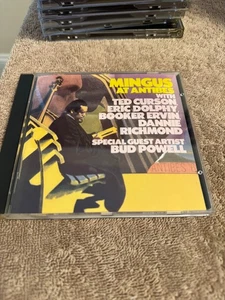 MINGUS
AT ANTIBES
WITH
TED CURSON
ERIC DOLPHY
BOOKER ERVIN
DANNIE
RICHMOND
SPECIAL GUEST ARTIST
BUD POWELL